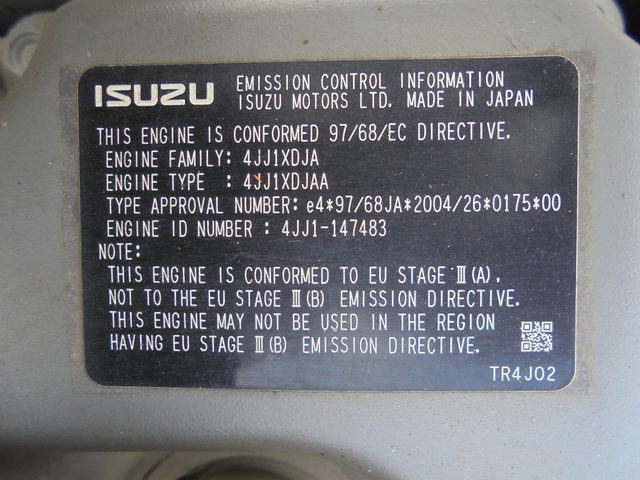 ISUZU EMISSION CONTROL INFORMATION
ISUZU MOTORS LTD. MADE IN JAPAN
THIS ENGINE IS CONFORMED 97/68/EC DIRECTIVE.
ENGINE FAMILY: 4JJ1XDJA
ENGINE TYPE : 4JJ1XDJAA
TYPE APPROVAL NUMBER: e4*97/68JA*2004/26*0175*00
ENGINE ID NUMBER : 4JJ1-147483
NOTE:
THIS ENGINE IS CONFORMED TO EU STAGE Ⅲ(A).
NOT TO THE EU STAGE Ⅲ(B) EMISSION DIRECTIVE.
THIS ENGINE MAY NOT BE USED IN THE REGION
HAVING EU STAGE Ⅲ(B) EMISSION DIRECTIVE.
TR4J02